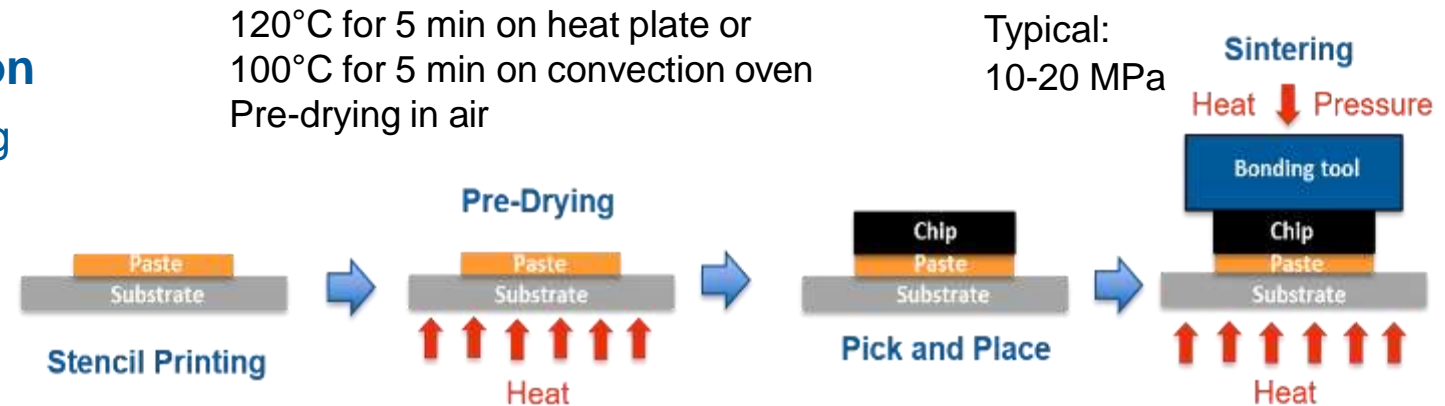 on
g
120°C for 5 min on heat plate or
100°C for 5 min on convection oven
Pre-drying in air
Typical:
10-20 MPa
Paste
Substrate
Stencil Printing
Pre-Drying
Paste
Substrate
Heat
Chip
Paste
Substrate
Pick and Place
Sintering
Heat Pressure
Bonding tool
Chip
Paste
Substrate
Heat